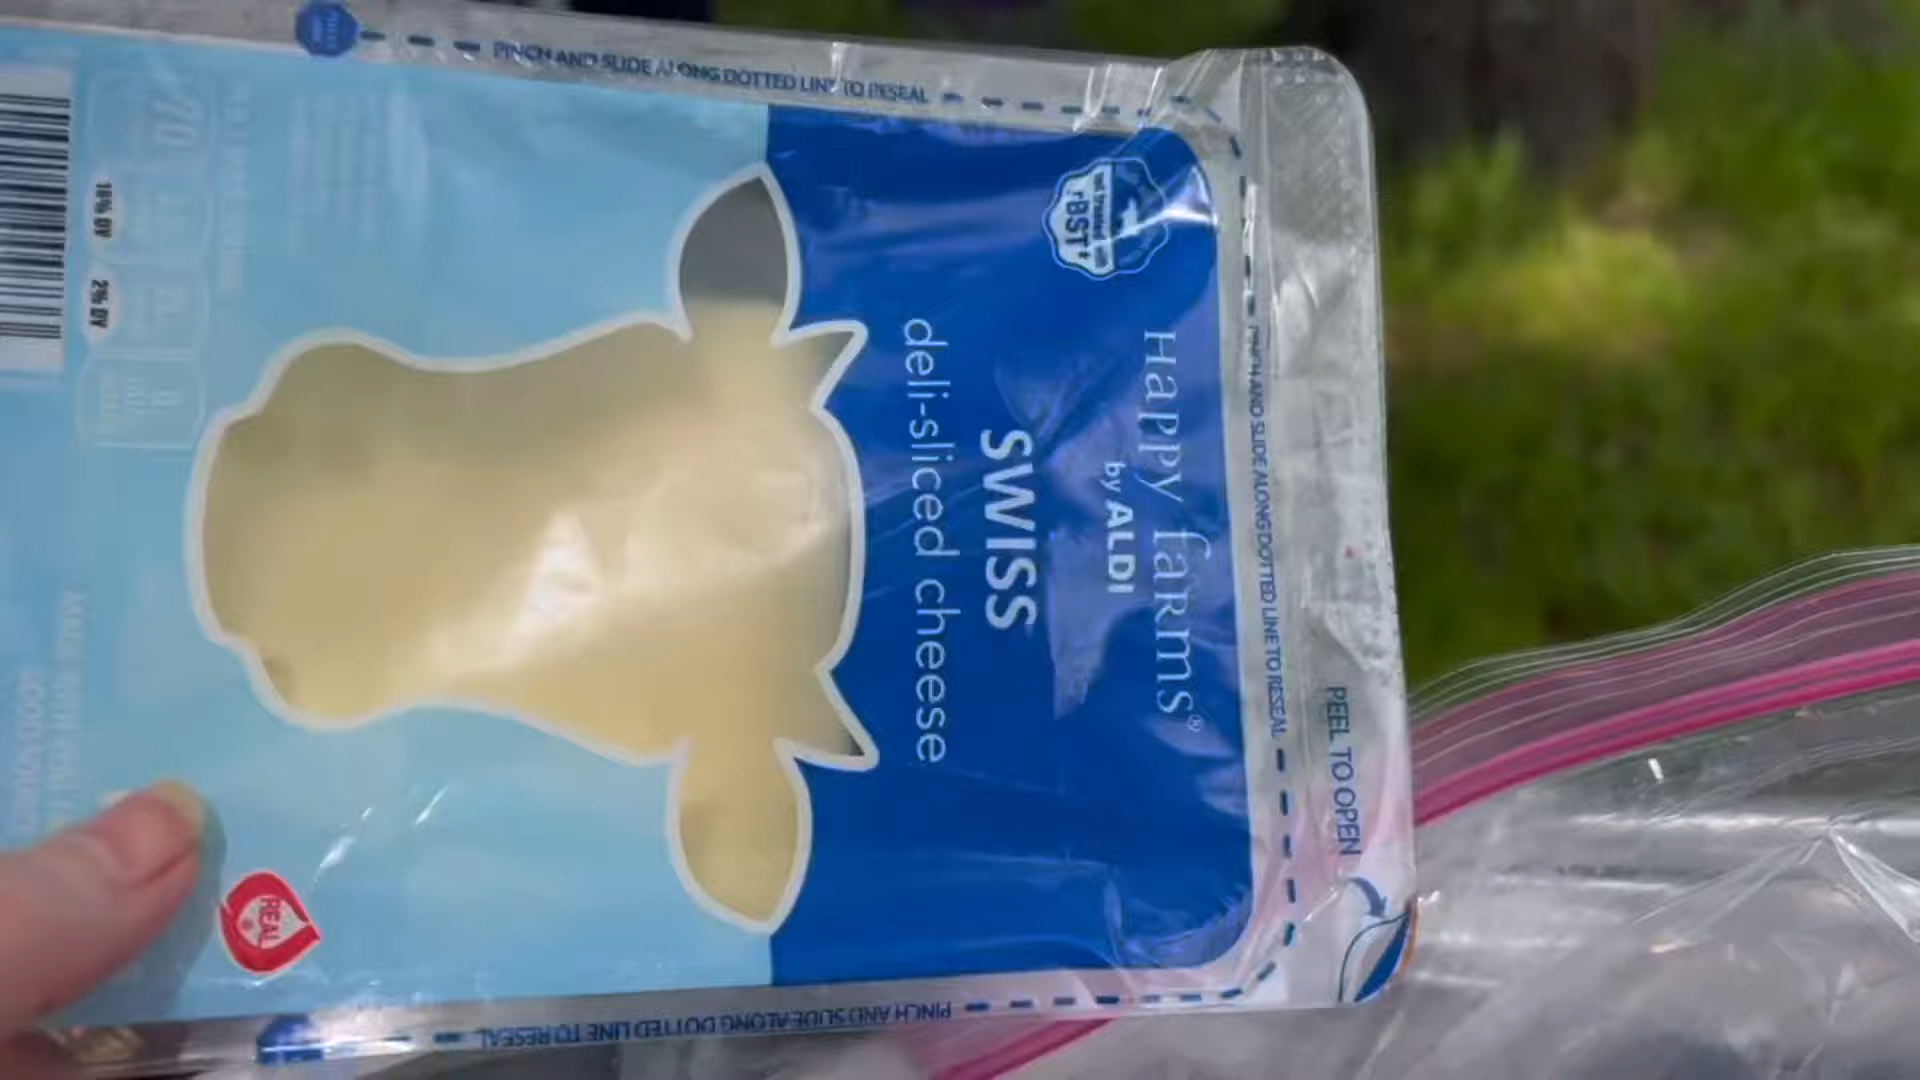 Happy farms®
by ALDI
SWISS
deli-sliced cheese
rBST‡
PINCH AND SLIDE ALONG DOTTED LINE TO RESEAL
PINCH AND SLIDE ALONG DOTTED LINE TO RESEAL
PINCH AND SLIDE ALONG DOTTED LINE TO RESEAL
PEEL TO OPEN
REAL
70
18% DV
2% DV